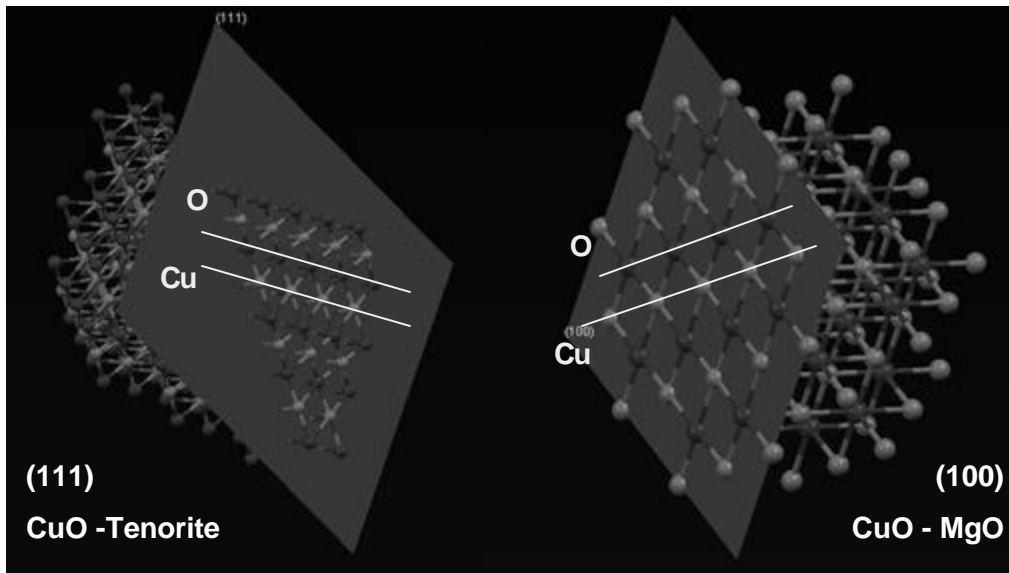 (111)
O
Cu
(111)
CuO -Tenorite
O
(100)
Cu
(100)
CuO - MgO